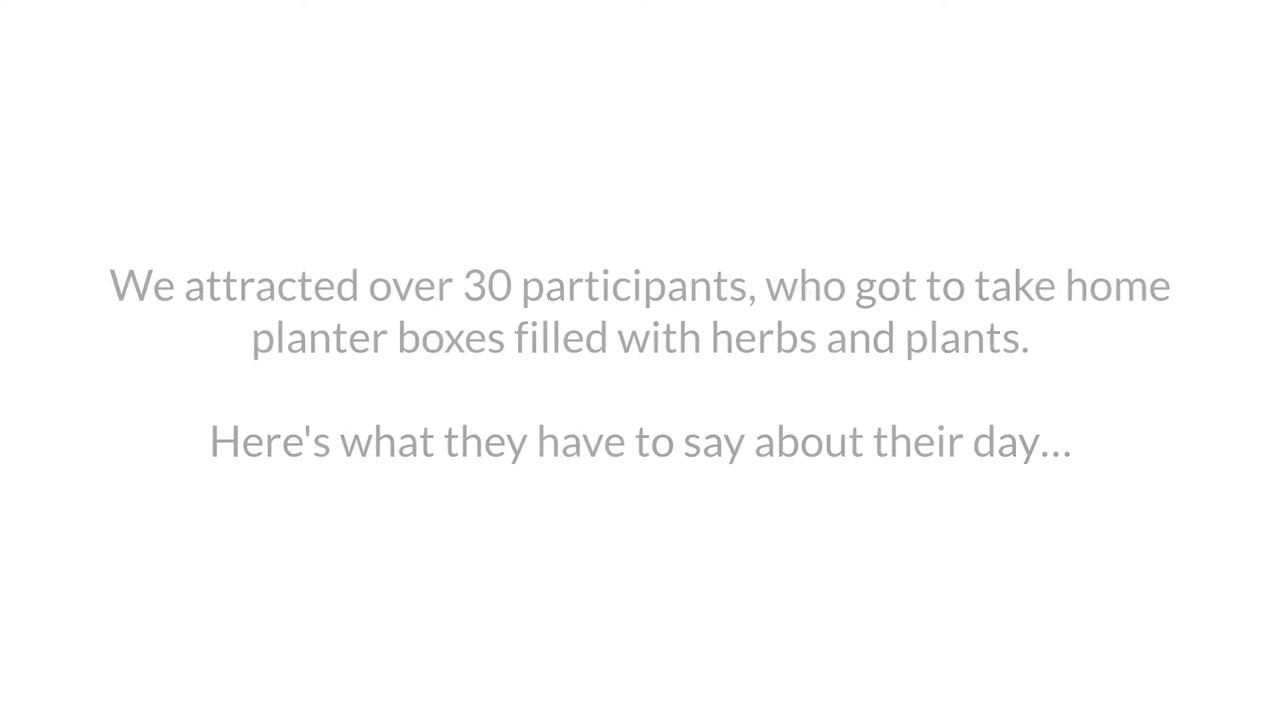 We attracted over 30 participants, who got to take home
planter boxes filled with herbs and plants.
Here's what they have to say about their day...